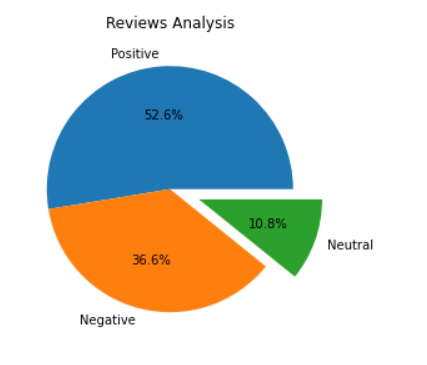 Reviews Analysis
Positive
52.6%
10.8%
Neutral
36.6%
Negative